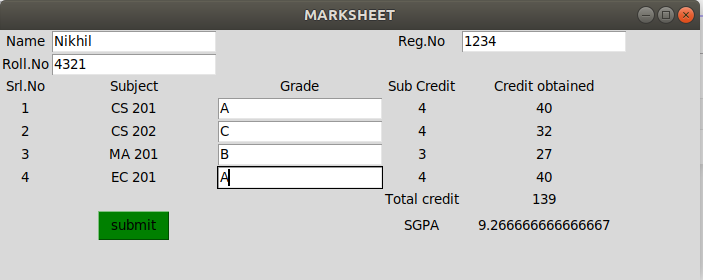 MARKSHEET
Name Nikhil Reg.No 1234
Roll.No 4321
Srl.No Subject Grade Sub Credit Credit obtained
1 CS 201 A 4 40
2 CS 202 C 4 32
3 MA 201 B 3 27
4 EC 201 A 4 40
Total credit 139
submit SGPA 9.266666666666667